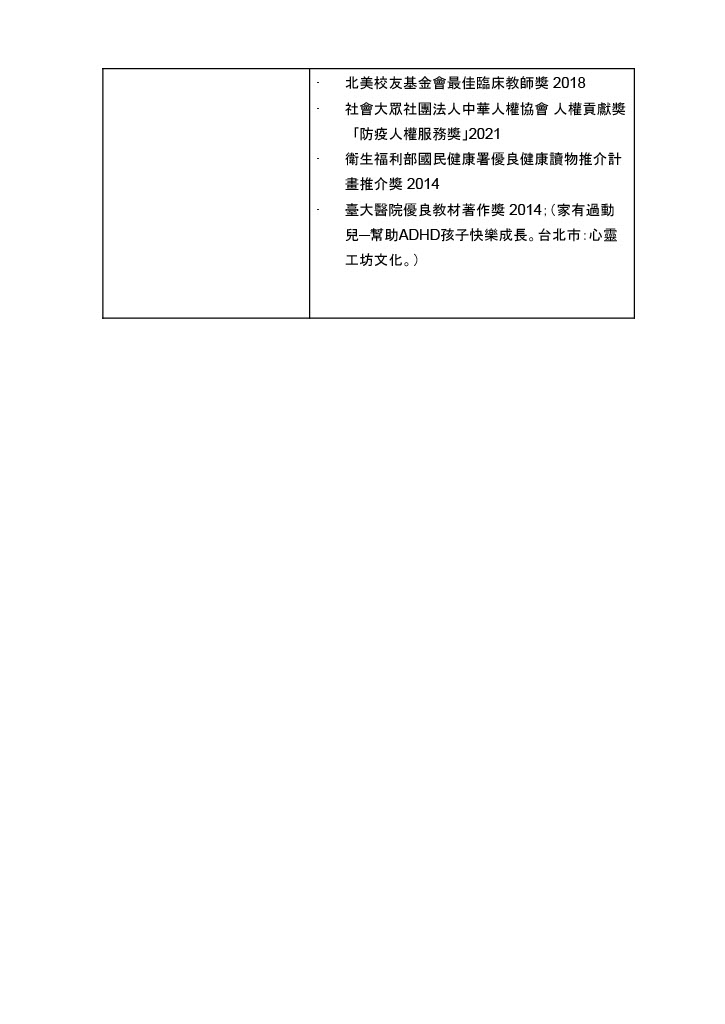 · 北美校友基金會最佳臨床教師獎 2018
· 社會大眾社團法人中華人權協會 人權貢獻獎
「防疫人權服務獎」2021
· 衛生福利部國民健康署優良健康讀物推介計
畫推介獎 2014
· 臺大醫院優良教材著作獎 2014；（家有過動
兒─幫助ADHD孩子快樂成長。台北市：心靈
工坊文化。）